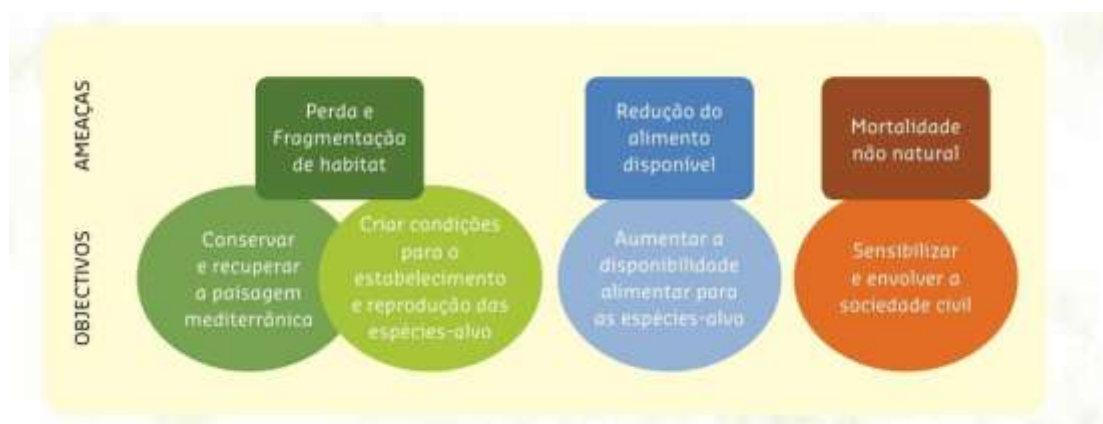 AMEAÇAS
Perda e
Fragmentação
de habitat
Redução do
alimento
disponível
Mortalidade
não natural
OBJECTIVOS
Conservar
e recuperar
a paisagem
mediterrânica
Criar condições
para o
estabelecimento
e reprodução das
espécies-alvo
Aumentar a
disponibilidade
alimentar para
as espécies-alvo
Sensibilizar
e envolver a
sociedade civil